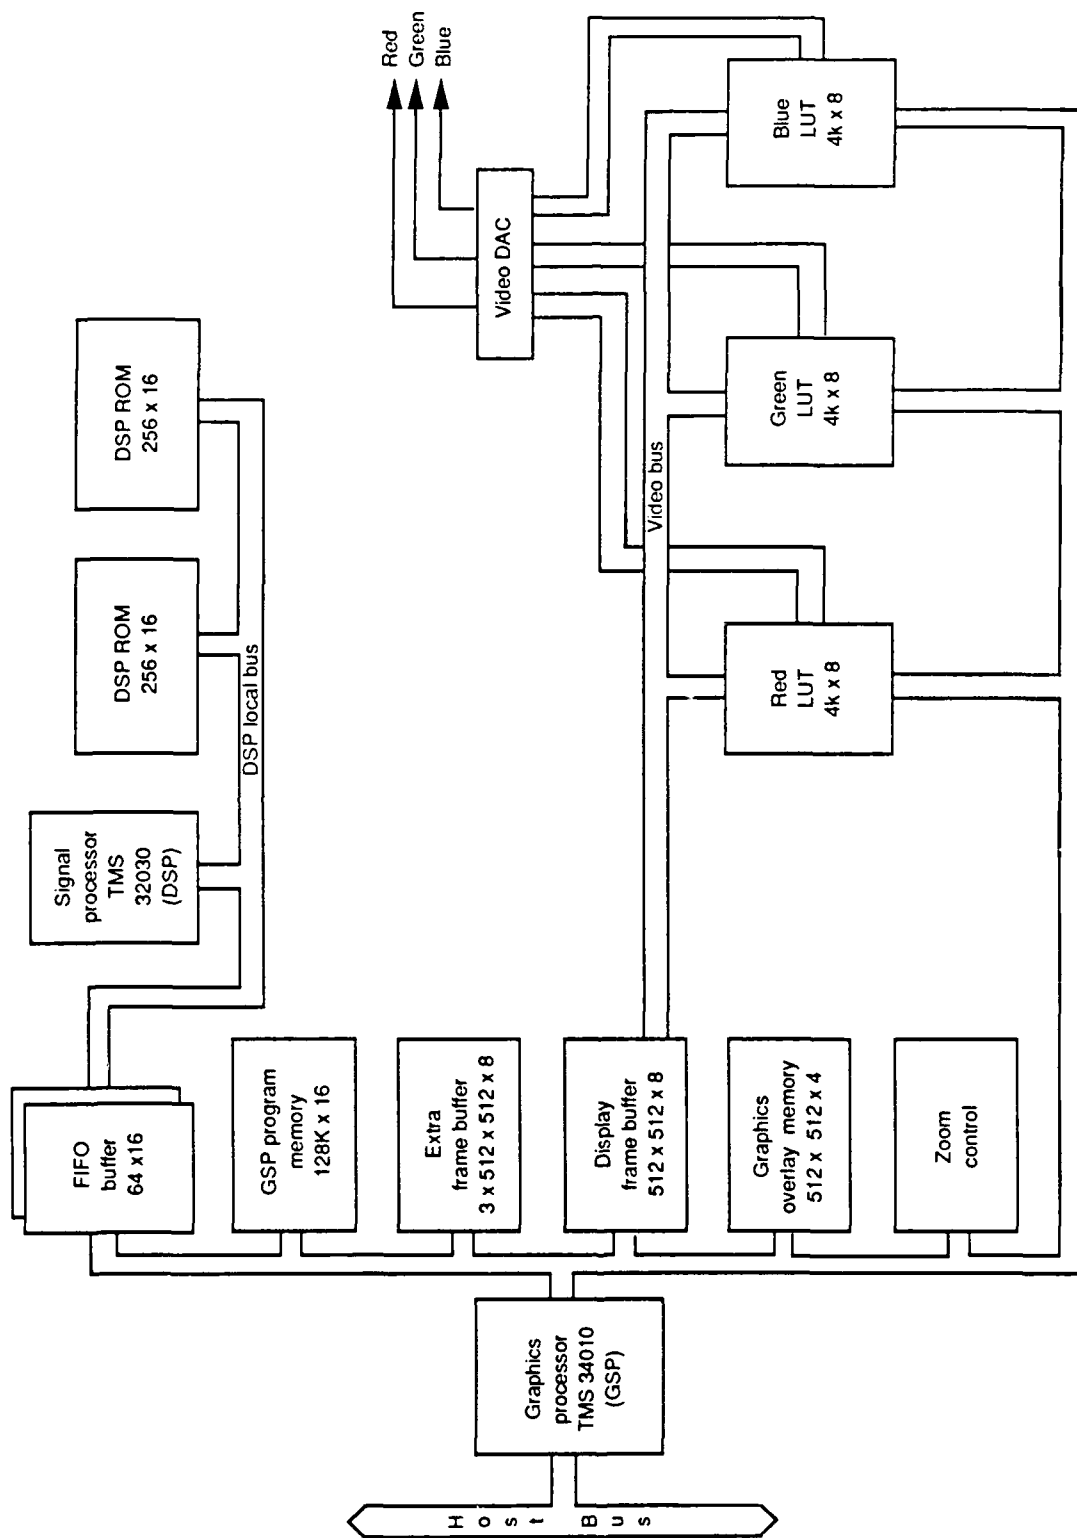 Host Bus
Graphics
processor
TMS 34010
(GSP)
FIFO
buffer
64 x16
GSP program
memory
128K x 16
Extra
frame buffer
3 x 512 x 512 x 8
Display
frame buffer
512 x 512 x 8
Graphics
overlay memory
512 x 512 x 4
Zoom
control
Signal
processor
TMS
32030
(DSP)
DSP ROM
256 x 16
DSP ROM
256 x 16
DSP local bus
Video bus
Red
LUT
4k x 8
Green
LUT
4k x 8
Blue
LUT
4k x 8
Video DAC
Red
Green
Blue